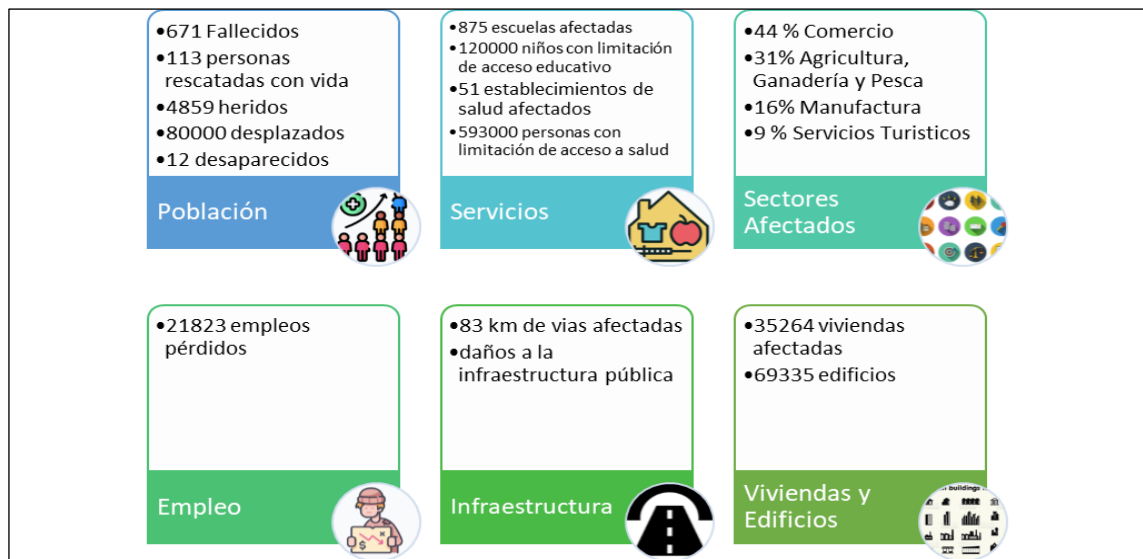 •671 Fallecidos
•113 personas
rescatadas con vida
•4859 heridos
•80000 desplazados
•12 desaparecidos
Población
•875 escuelas afectadas
•120000 niños con limitación
de acceso educativo
•51 establecimientos de
salud afectados
•593000 personas con
limitación de acceso a salud
Servicios
•44 % Comercio
•31% Agricultura,
Ganadería y Pesca
•16% Manufactura
•9 % Servicios Turisticos
Sectores
Afectados
•21823 empleos
pérdidos
Empleo
•83 km de vias afectadas
•daños a la
infraestructura pública
Infraestructura
•35264 viviendas
afectadas
•69335 edificios
Viviendas y
Edificios
buildings